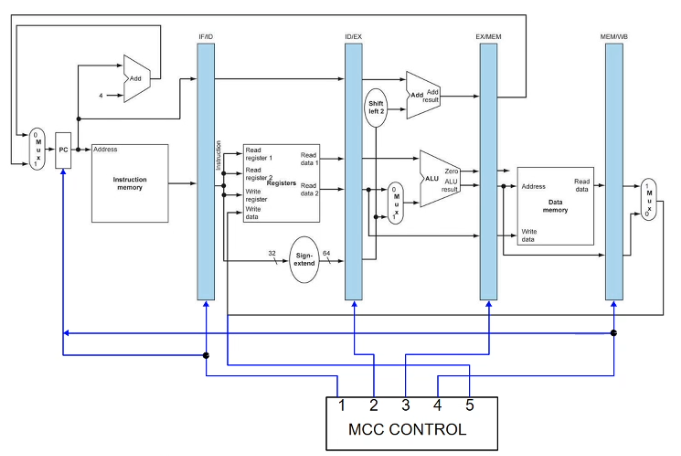 IF/ID
ID/EX
EX/MEM
MEM/WB
Add
4
Shift
left 2
Add
Add
result
0
M
u
x
1
PC
Address
Instruction
memory
Instruction
Read
register 1
Read
register 2
Registers
Write
register
Write
data
Read
data 1
Read
data 2
32
Sign-
extend
64
0
M
u
x
1
ALU
Zero
ALU
result
Address
Read
data
Data
memory
Write
data
1
M
u
x
0
1 2 3 4 5
MCC CONTROL